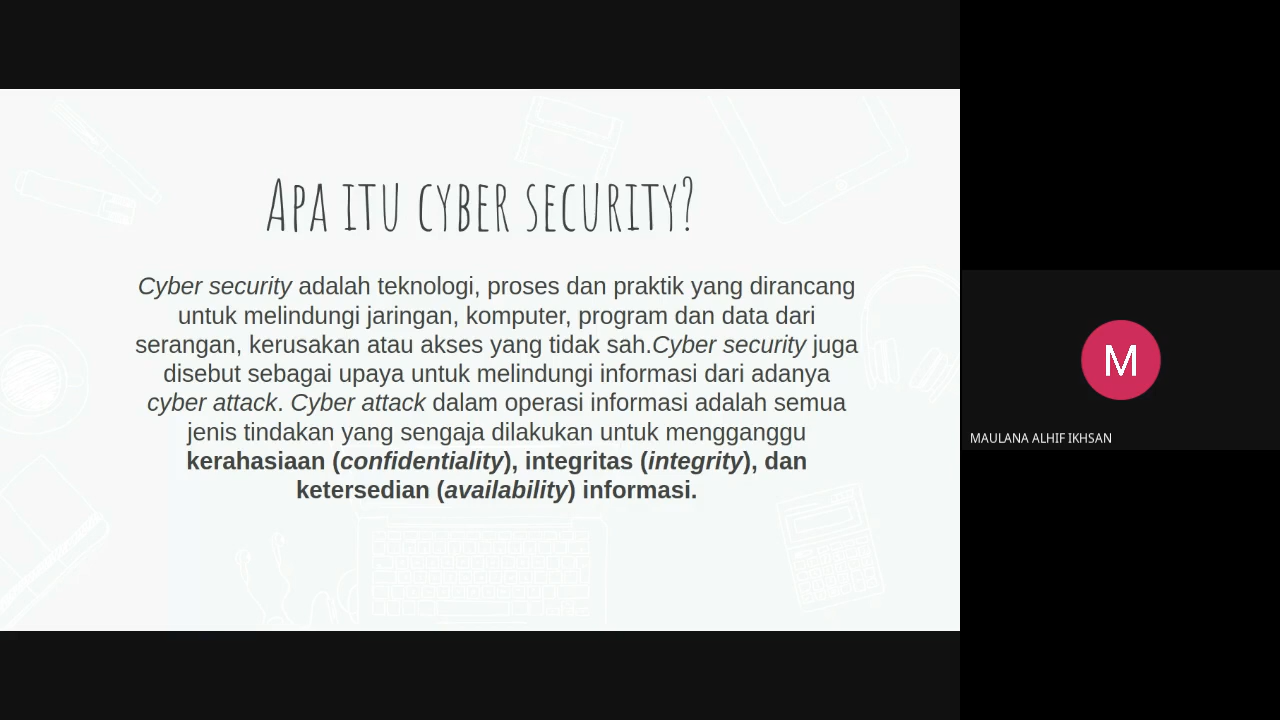 Apa itu cyber security?
Cyber security adalah teknologi, proses dan praktik yang dirancang
untuk melindungi jaringan, komputer, program dan data dari
serangan, kerusakan atau akses yang tidak sah.Cyber security juga
disebut sebagai upaya untuk melindungi informasi dari adanya
cyber attack. Cyber attack dalam operasi informasi adalah semua
jenis tindakan yang sengaja dilakukan untuk mengganggu
kerahasiaan (confidentiality), integritas (integrity), dan
ketersedian (availability) informasi.
M
MAULANA ALHIF IKHSAN